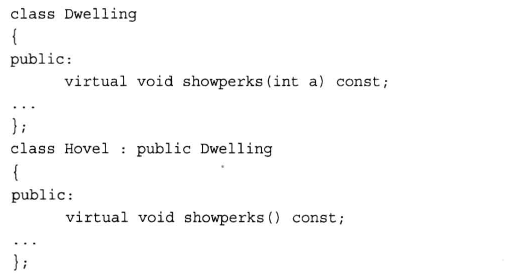 class Dwelling
{
public:
virtual void showperks(int a) const;
...
};
class Hovel : public Dwelling
{
public:
virtual void showperks() const;
...
};